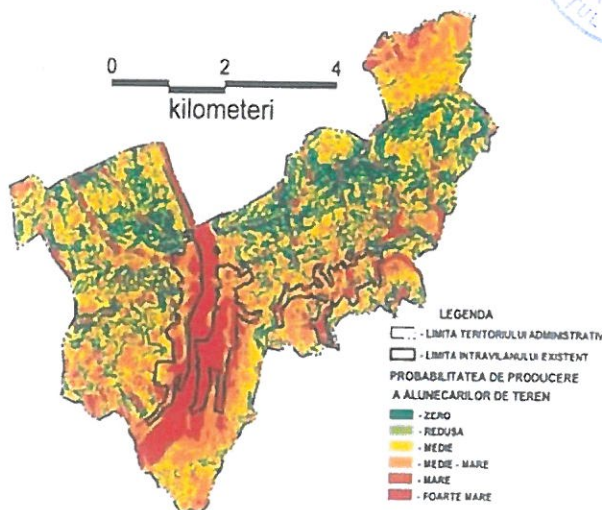 0 2 4
kilometeri
LEGENDA
- LIMITA TERITORIULUI ADMINISTRATIV
- LIMITA INTRAVILANULUI EXISTENT
PROBABILITATEA DE PRODUCERE
A ALUNECARILOR DE TEREN
- ZERO
- REDUSA
- MEDIE
- MEDIE - MARE
- MARE
- FOARTE MARE